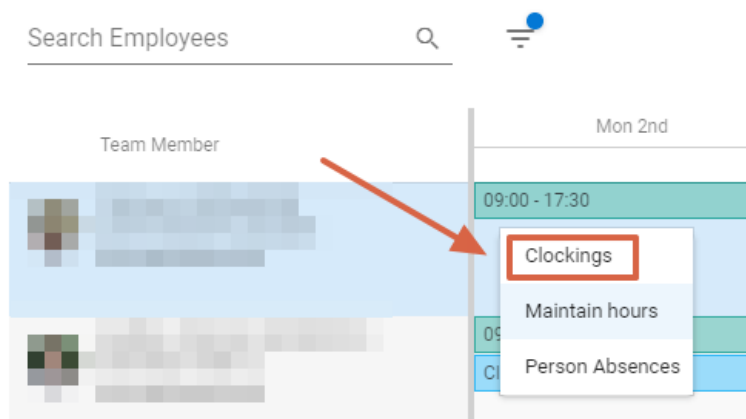 Search Employees
Mon 2nd
Team Member
09:00 - 17:30
Clockings
Maintain hours
Person Absences